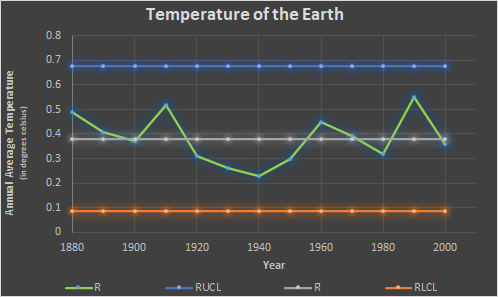 Temperature of the Earth
Annual Average Temperature
(in degrees celsius)
0.8
0.7
0.6
0.5
0.4
0.3
0.2
0.1
0
1880 1900 1920 1940 1960 1980 2000
Year
R RUCL R RLCL